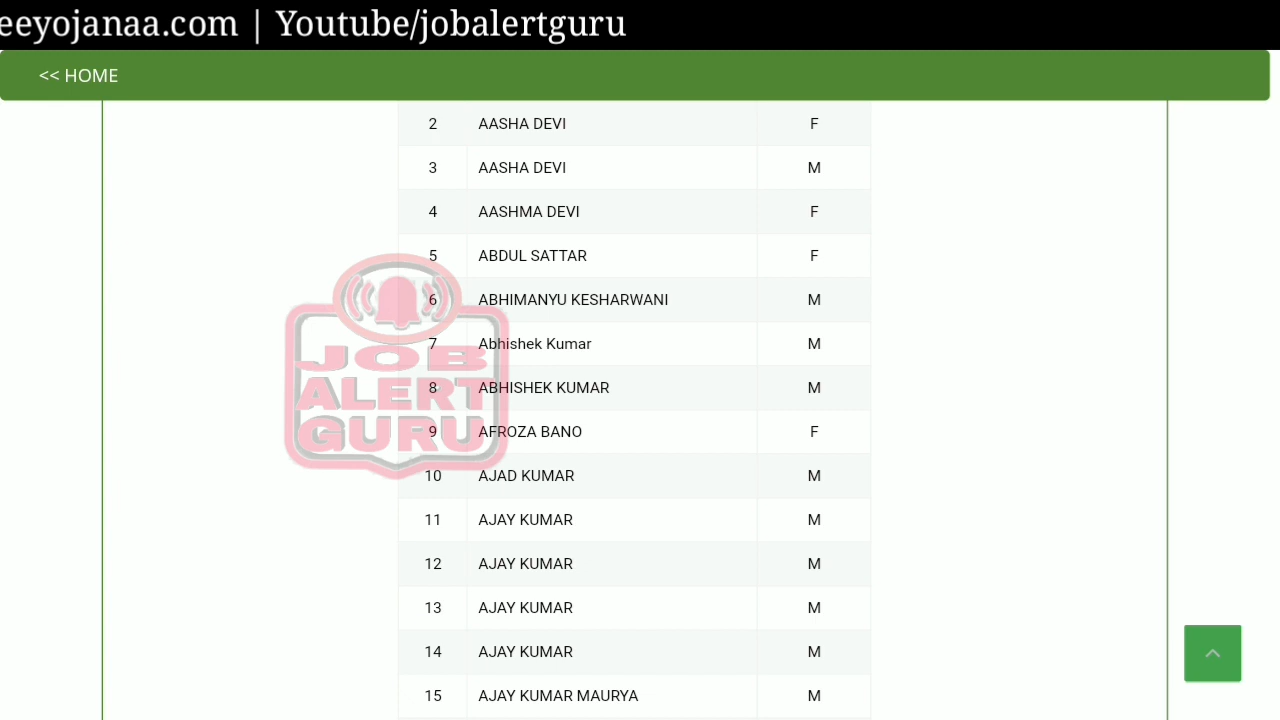 eeyojanaa.com | Youtube/jobalertguru
<< HOME
2 AASHA DEVI F
3 AASHA DEVI M
4 AASHMA DEVI F
5 ABDUL SATTAR F
6 ABHIMANYU KESHARWANI M
7 Abhishek Kumar M
8 ABHISHEK KUMAR M
9 AFROZA BANO F
10 AJAD KUMAR M
11 AJAY KUMAR M
12 AJAY KUMAR M
13 AJAY KUMAR M
14 AJAY KUMAR M
15 AJAY KUMAR MAURYA M
JOB
ALERT
GURU